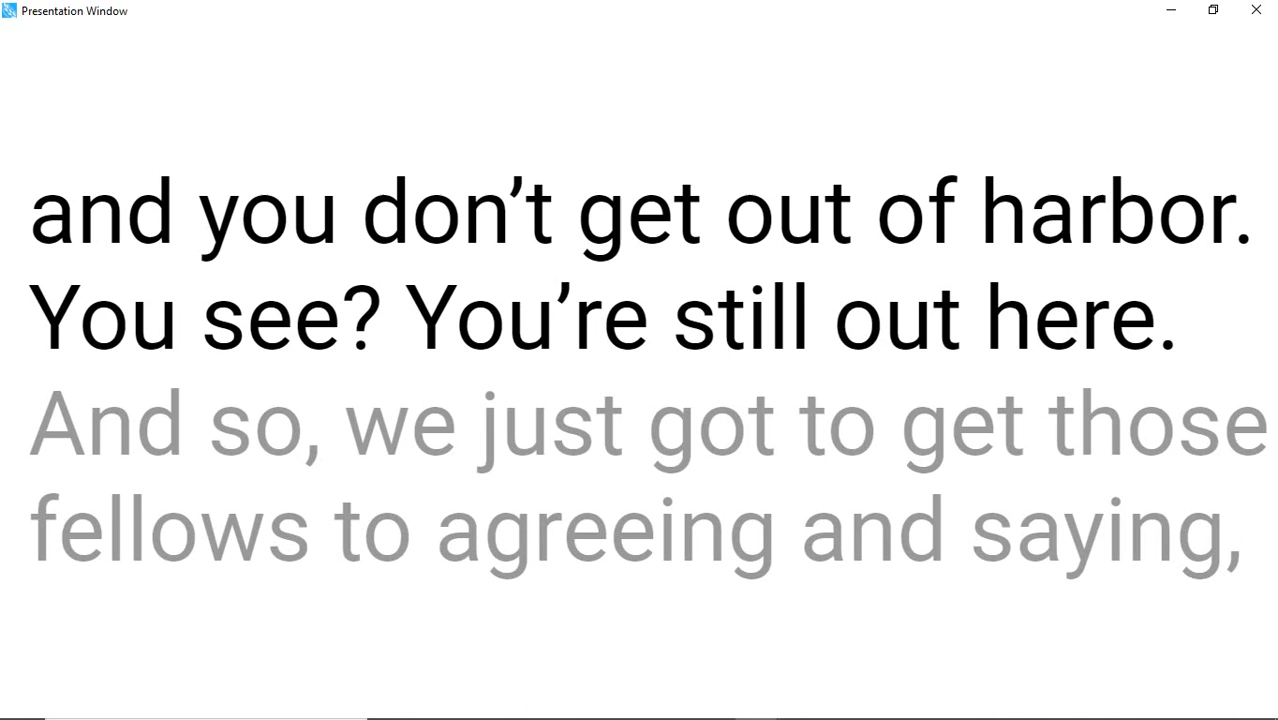 Presentation Window
and you don’t get out of harbor.
You see? You’re still out here.
And so, we just got to get those
fellows to agreeing and saying,